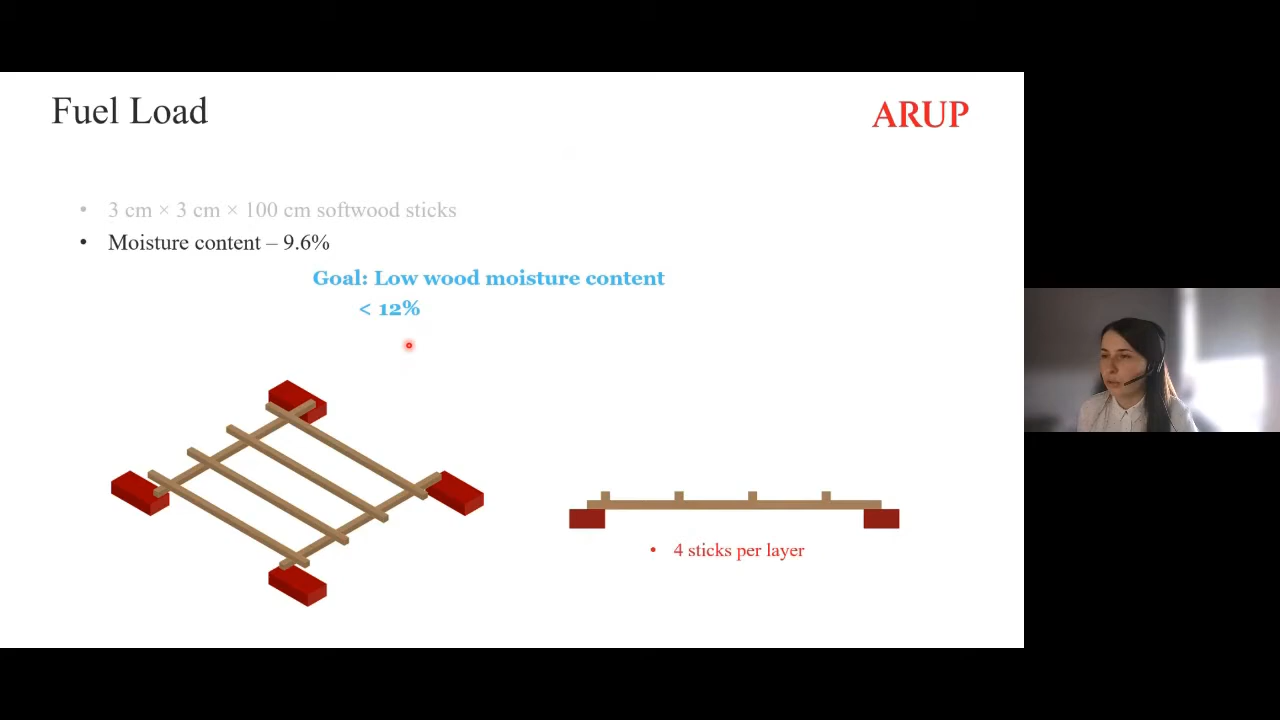 Fuel Load
ARUP
• 3 cm × 3 cm × 100 cm softwood sticks
• Moisture content – 9.6%
Goal: Low wood moisture content
< 12%
• 4 sticks per layer